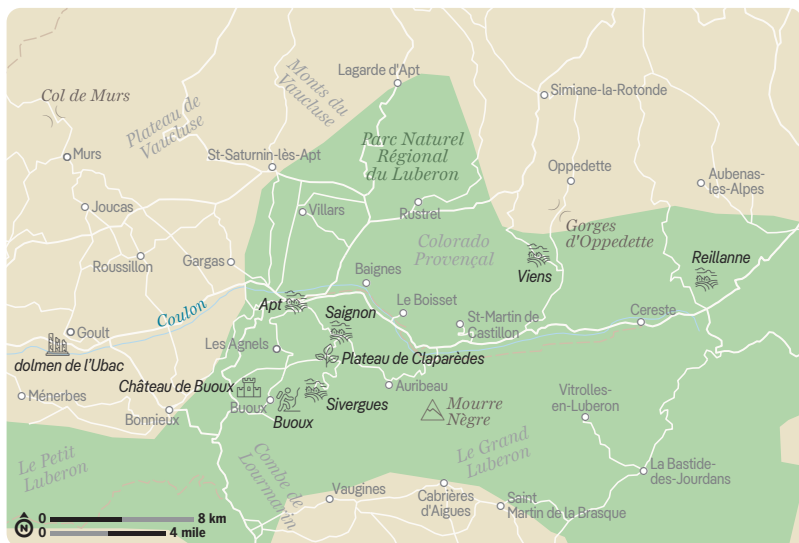 Lagarde d'Apt
Monts du
Vaucluse
Col de Murs
Simiane-la-Rotonde
Plateau de
Vaucluse
Parc Naturel
Régional
du Luberon
Murs
St-Saturnin-lès-Apt
Oppedette
Aubenas-
les-Alpes
Joucas
Villars
Rustrel
Gorges
d'Oppedette
Colorado
Provençal
Roussillon
Gargas
Baignes
Viens
Reillanne
Coulon
Apt
Saignon
Le Boisset
St-Martin de
Castillon
Cereste
Goult
dolmen de l'Ubac
Les Agnels
Plateau de Claparèdes
Château de Buoux
Auribeau
Ménerbes
Bonnieux
Buoux
Buoux
Sivergues
Mourre
Nègre
Vitrolles-
en-Luberon
Le Petit
Luberon
Combe de
Lourmarin
Le Grand
Luberon
La Bastide-
des-Jourdans
Vaugines
Cabrières
d'Aigues
Saint
Martin de la Brasque
N
0 8 km
0 4 mile